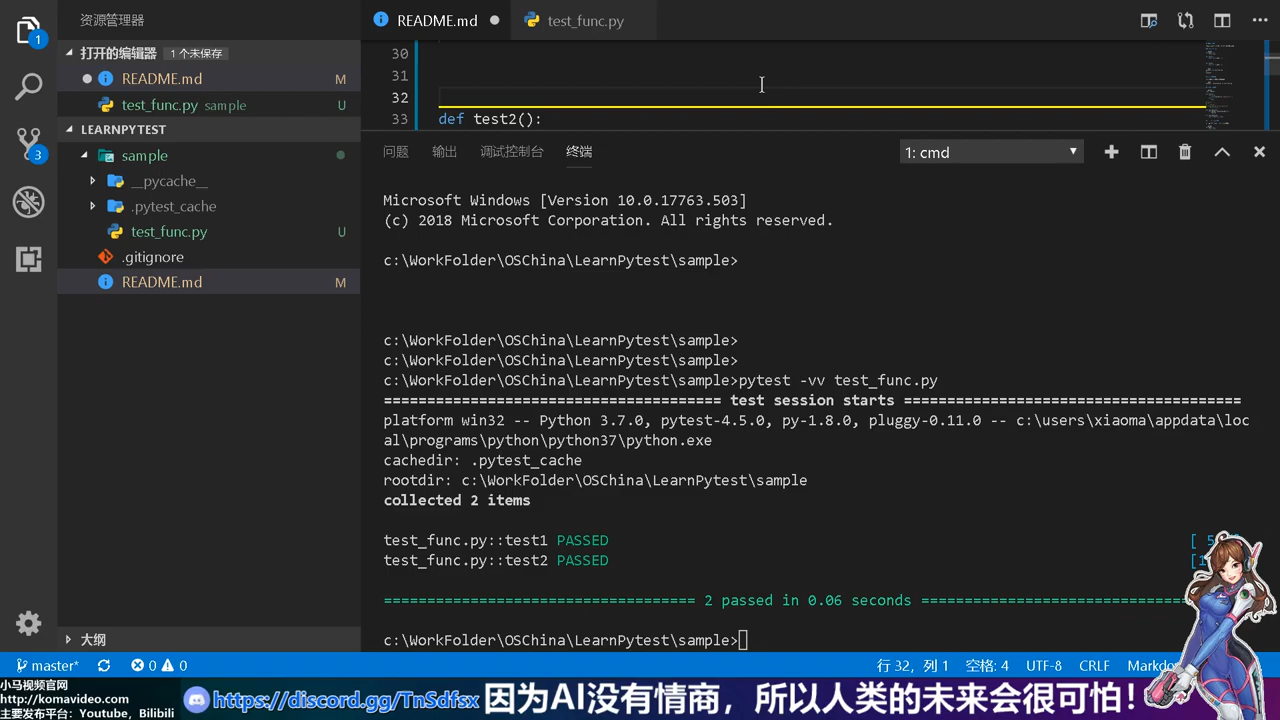 资源管理器
打开的编辑器 1 个未保存
README.md M
test_func.py sample U
LEARNPYTEST
sample
__pycache__
.pytest_cache
test_func.py U
.gitignore
README.md M
大纲
1
3
README.md
test_func.py
30
31
32
33 def test2():
问题 输出 调试控制台 终端
1: cmd
Microsoft Windows [Version 10.0.17763.503]
(c) 2018 Microsoft Corporation. All rights reserved.
c:\WorkFolder\OSChina\LearnPytest\sample>
c:\WorkFolder\OSChina\LearnPytest\sample>
c:\WorkFolder\OSChina\LearnPytest\sample>
c:\WorkFolder\OSChina\LearnPytest\sample>pytest -vv test_func.py
======================================= test session starts =======================================
platform win32 -- Python 3.7.0, pytest-4.5.0, py-1.8.0, pluggy-0.11.0 -- c:\users\xiaoma\appdata\loc
al\programs\python\python37\python.exe
cachedir: .pytest_cache
rootdir: c:\WorkFolder\OSChina\LearnPytest\sample
collected 2 items
test_func.py::test1 PASSED [ 5
test_func.py::test2 PASSED [1
==================================== 2 passed in 0.06 seconds ===============================
c:\WorkFolder\OSChina\LearnPytest\sample>
master* 0 0
行 32，列 1 空格: 4 UTF-8 CRLF
小马视频官网
http://komavideo.com
主要发布平台：Youtube，Bilibili
https://discord.gg/TnSdfsx 因为AI没有情商，所以人类的未来会很可怕！